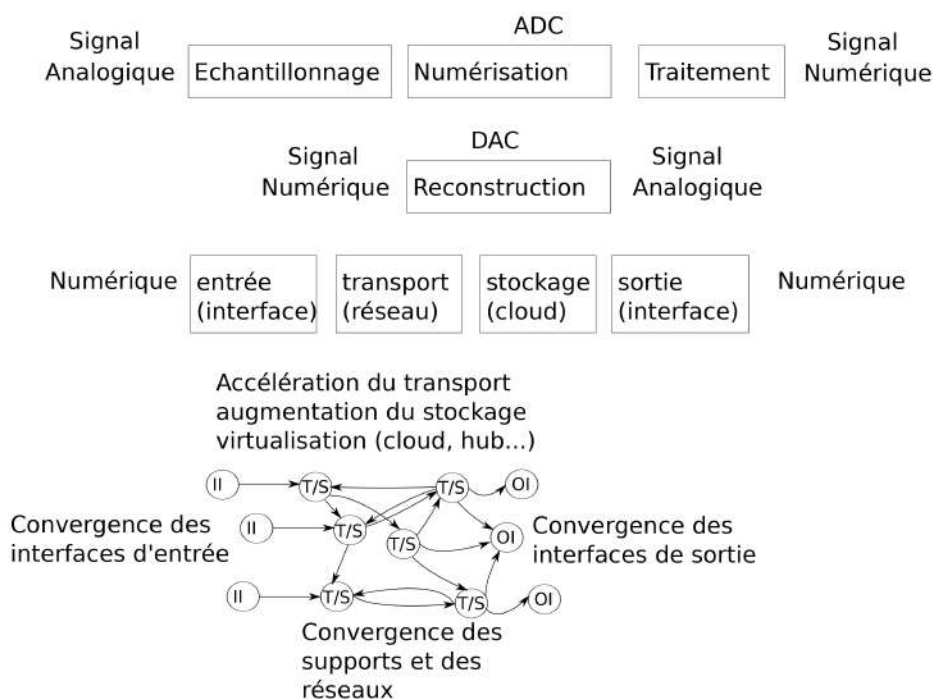 ADC
Signal
Analogique
Echantillonnage
Numérisation
Traitement
Signal
Numérique
DAC
Signal
Numérique
Reconstruction
Signal
Analogique
Numérique
entrée
(interface)
transport
(réseau)
stockage
(cloud)
sortie
(interface)
Numérique
Accélération du transport
augmentation du stockage
virtualisation (cloud, hub...)
II
T/S
T/S
OI
Convergence des
interfaces d'entrée
II
T/S
T/S
OI
Convergence des
interfaces de sortie
II
T/S
T/S
OI
Convergence des
supports et des
réseaux